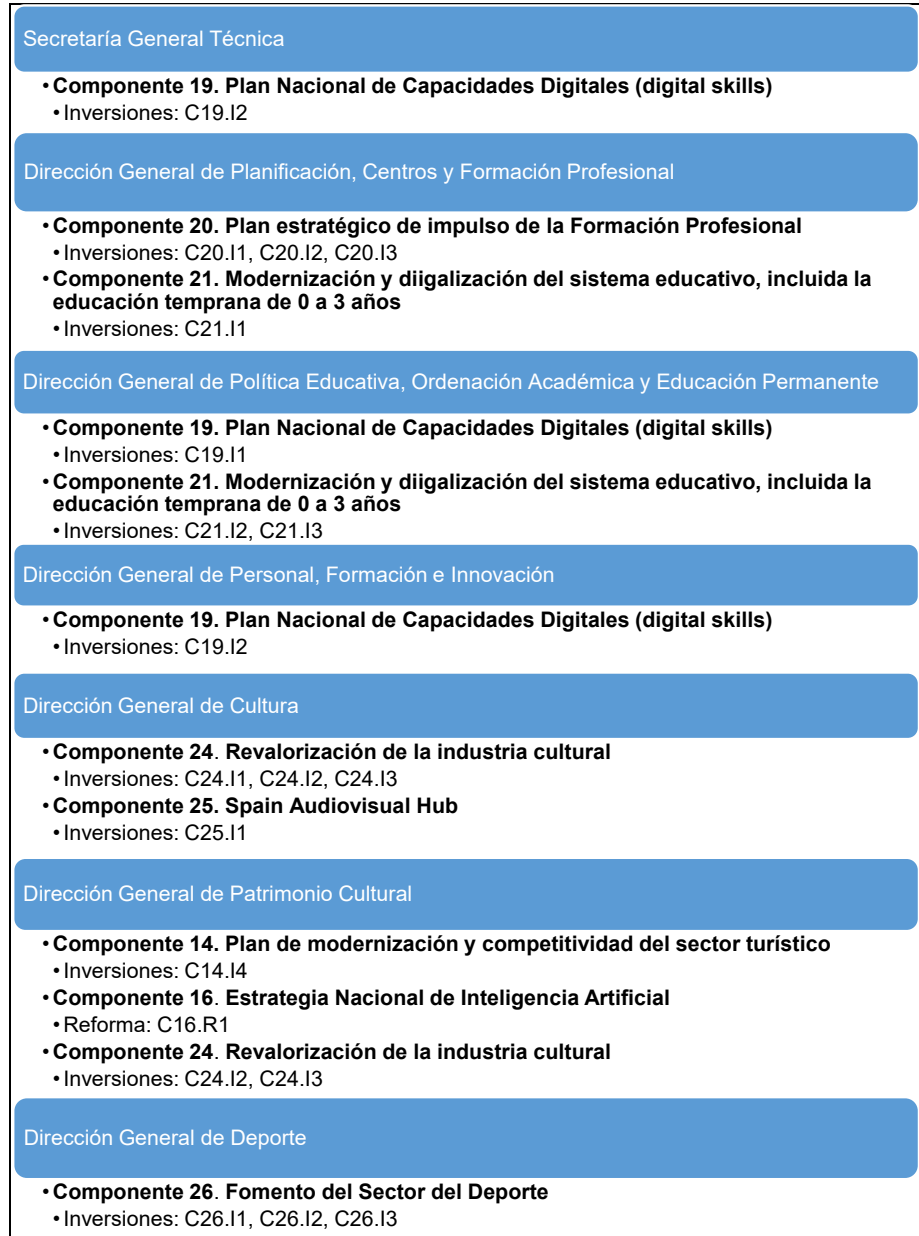 Secretaría General Técnica
• Componente 19. Plan Nacional de Capacidades Digitales (digital skills)
• Inversiones: C19.I2
Dirección General de Planificación, Centros y Formación Profesional
• Componente 20. Plan estratégico de impulso de la Formación Profesional
• Inversiones: C20.I1, C20.I2, C20.I3
• Componente 21. Modernización y diigalización del sistema educativo, incluida la
educación temprana de 0 a 3 años
• Inversiones: C21.I1
Dirección General de Política Educativa, Ordenación Académica y Educación Permanente
• Componente 19. Plan Nacional de Capacidades Digitales (digital skills)
• Inversiones: C19.I1
• Componente 21. Modernización y diigalización del sistema educativo, incluida la
educación temprana de 0 a 3 años
• Inversiones: C21.I2, C21.I3
Dirección General de Personal, Formación e Innovación
• Componente 19. Plan Nacional de Capacidades Digitales (digital skills)
• Inversiones: C19.I2
Dirección General de Cultura
• Componente 24. Revalorización de la industria cultural
• Inversiones: C24.I1, C24.I2, C24.I3
• Componente 25. Spain Audiovisual Hub
• Inversiones: C25.I1
Dirección General de Patrimonio Cultural
• Componente 14. Plan de modernización y competitividad del sector turístico
• Inversiones: C14.I4
• Componente 16. Estrategia Nacional de Inteligencia Artificial
• Reforma: C16.R1
• Componente 24. Revalorización de la industria cultural
• Inversiones: C24.I2, C24.I3
Dirección General de Deporte
• Componente 26. Fomento del Sector del Deporte
• Inversiones: C26.I1, C26.I2, C26.I3